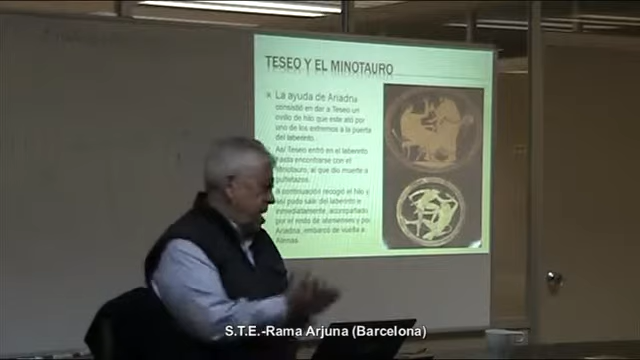 TESEO Y EL MINOTAURO
La ayuda de Ariadna
consistió en dar a Teseo un
ovillo de hilo que este ató por
uno de los extremos a la puerta
del laberinto.
Así Teseo entró en el laberinto
hasta encontrarse con el
Minotauro, al que dio muerte a
puñetazos.
A continuación recogió el hilo y
así pudo salir del laberinto e
inmediatamente, acompañado
por el resto de atenienses y por
Ariadna, embarcó de vuelta a
Atenas.
S.T.E.-Rama Arjuna (Barcelona)